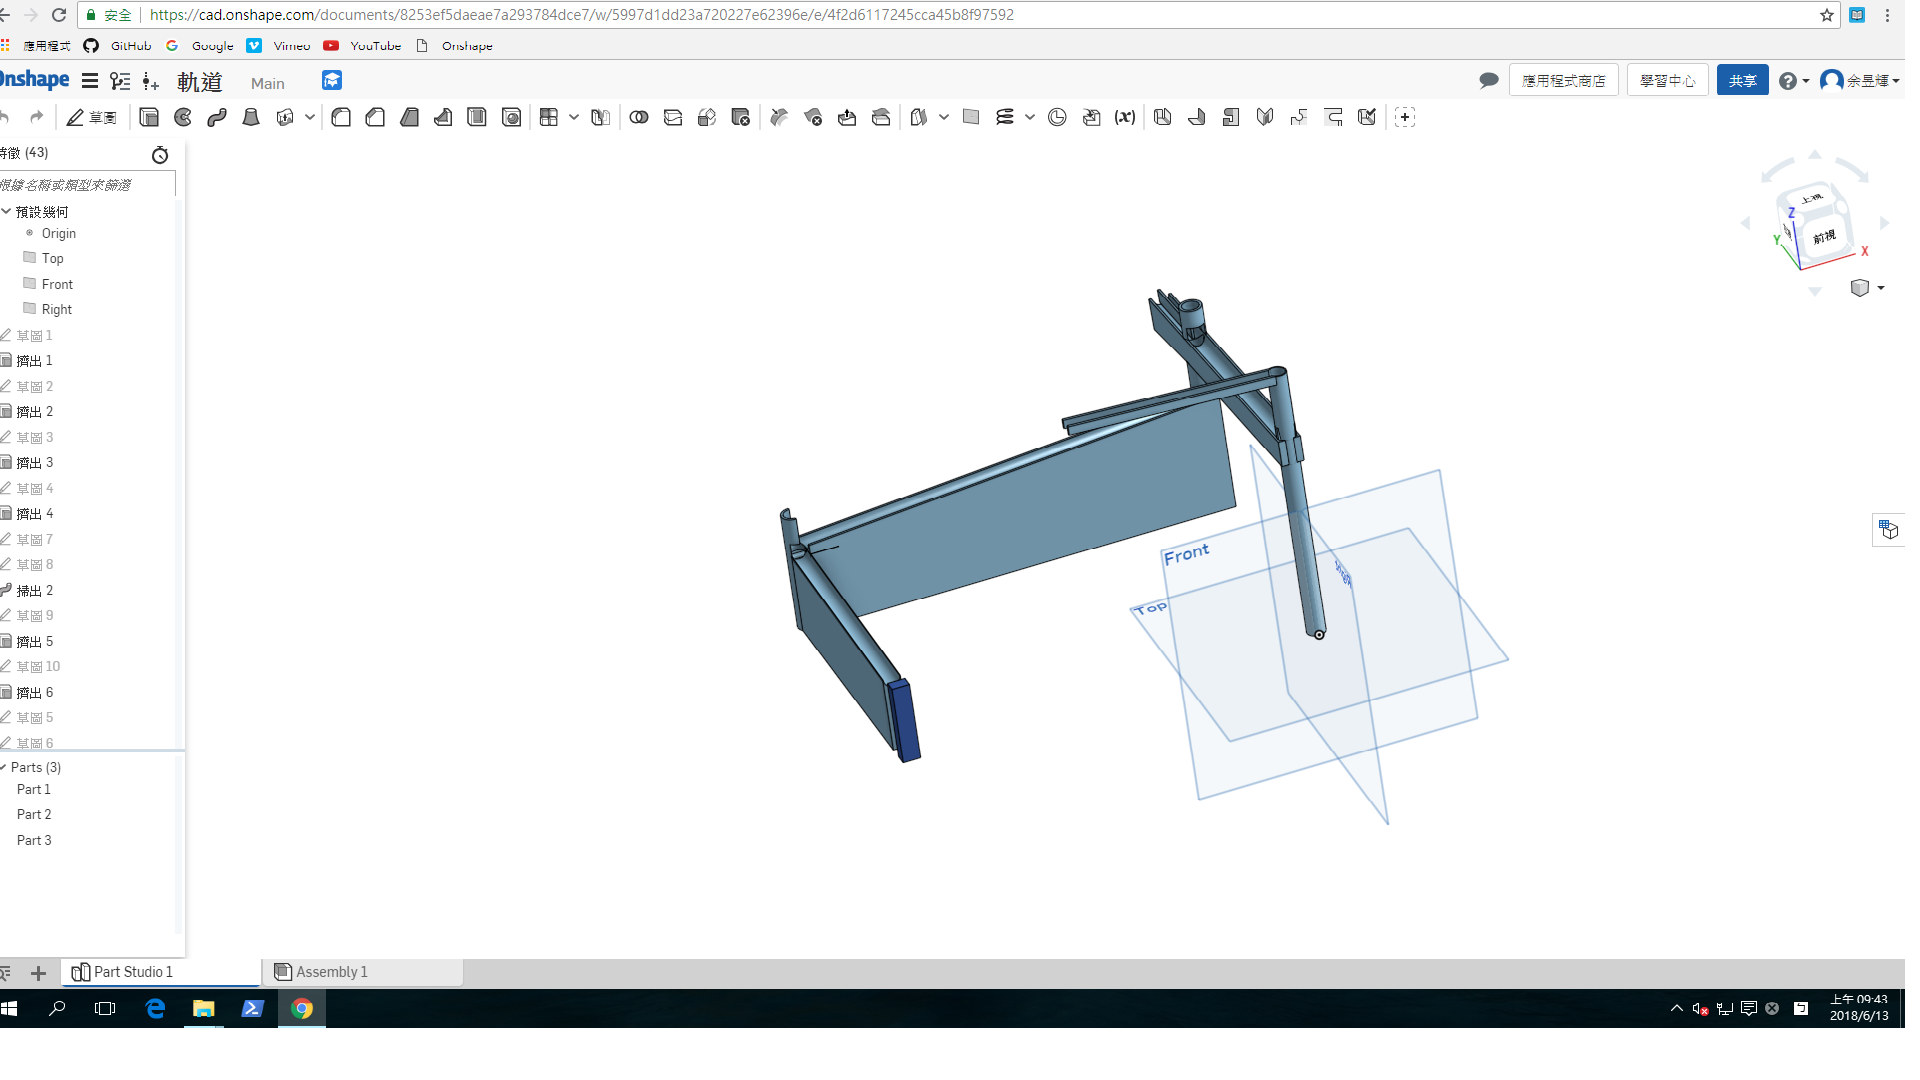 安全 https://cad.onshape.com/documents/8253ef5daeae7a293784dce7/w/5997d1dd23a720227e62396e/e/4f2d6117245cca45b8f97592
應用程式 GitHub Google Vimeo YouTube Onshape
Onshape 軌道 Main 應用程式商店 學習中心 共享 余昱輝
草圖 (x)
特徵 (43)
根據名稱或類型來篩選
預設幾何
Origin
Top
Front
Right
草圖 1
擠出 1
草圖 2
擠出 2
草圖 3
擠出 3
草圖 4
擠出 4
草圖 7
草圖 8
掃出 2
草圖 9
擠出 5
草圖 10
擠出 6
草圖 5
草圖 6
Parts (3)
Part 1
Part 2
Part 3
上視
前視
Z
Y
X
Front
Top
Right
Part Studio 1 Assembly 1
上午 09:43
2018/6/13